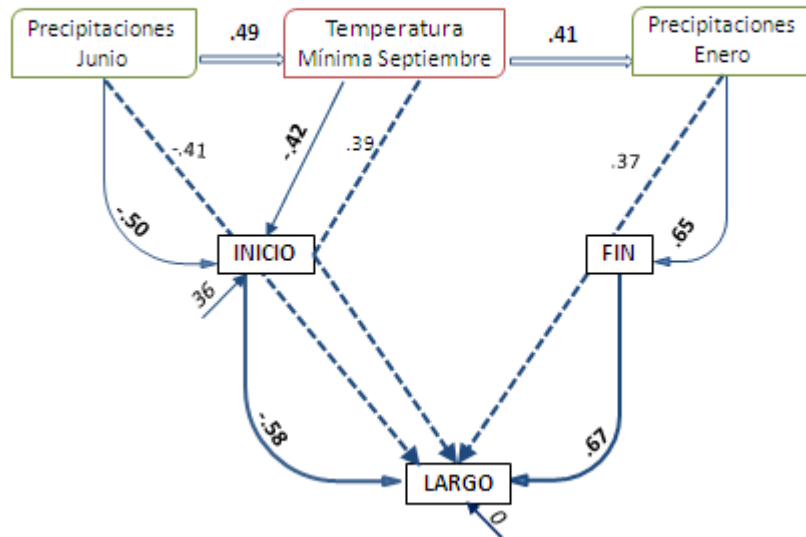 Precipitaciones
Junio
.49
Temperatura
Mínima Septiembre
.41
Precipitaciones
Enero
-.41
-.42
.39
.37
-.50
.65
INICIO
FIN
36
-.58
.67
LARGO
0